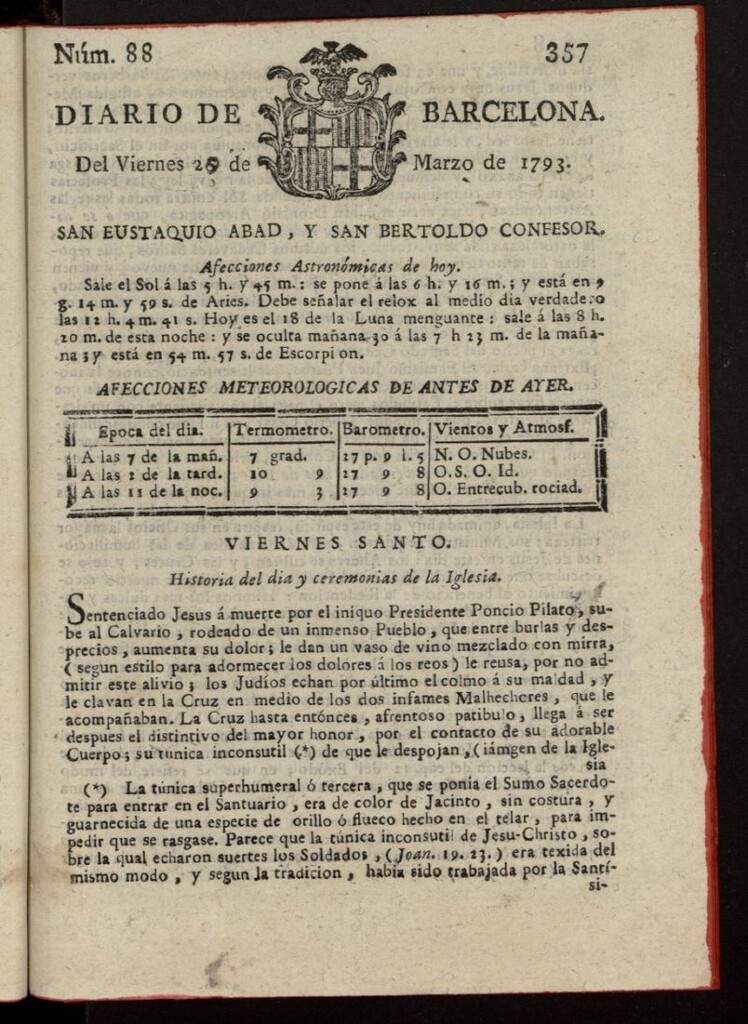 Núm. 88 357
DIARIO DE BARCELONA.
Del Viernes 29 de Marzo de 1793.
SAN EUSTAQUIO ABAD, Y SAN BERTOLDO CONFESOR.
Afecciones Astronómicas de hoy.
Sale el Sol á las 5 h. y 45 m.: se pone á las 6 h. y 16 m.; y está en 9
g. 14 m. y 59 s. de Aries. Debe señalar el relox al medio dia verdadero
las 12 h. 4 m. 41 s. Hoy es el 18 de la Luna menguante: sale á las 8 h.
20 m. de esta noche: y se oculta mañana 30 á las 7 h 23 m. de la maña-
na; y está en 54 m. 57 s. de Escorpion.
AFECCIONES METEOROLOGICAS DE ANTES DE AYER.
Epoca del dia. Termometro. Barometro. Vientos y Atmosf.
A las 7 de la mañ. 7 grad. 27 p. 9 l. 5 N. O. Nubes.
A las 2 de la tard. 10 9 27 9 8 O.S. O. Id.
A las 11 de la noc. 9 3 27 9 8 O. Entrecub. rociad.
VIERNES SANTO.
Historia del dia y ceremonias de la Iglesia.
Sentenciado Jesus á muerte por el iniquo Presidente Poncio Pilato, su-
be al Calvario, rodeado de un inmenso Pueblo, que entre burlas y des-
precios, aumenta su dolor; le dan un vaso de vino mezclado con mirra,
(segun estilo para adormecer los dolores á los reos) le reusa, por no ad-
mitir este alivio; los Judíos echan por último el colmo á su maldad, y
le clavan en la Cruz en medio de los dos infames Malhechores, que le
acompañaban. La Cruz hasta entónces, afrentoso patibulo, llega á ser
despues el distintivo del mayor honor, por el contacto de su adorable
Cuerpo; su tunica inconsutil (*) de que le despojan, (iámgen de la Igle-
sia
(*) La túnica superhumeral ó tercera, que se ponia el Sumo Sacerdo-
te para entrar en el Santuario, era de color de Jacinto, sin costura, y
guarnecida de una especie de orillo ó flueco hecho en el telar, para im-
pedir que se rasgase. Parece que la túnica inconsutil de Jesu-Christo, so-
bre la qual echaron suertes los Soldados, (Joan. 19. 23.) era texida del
mismo modo, y segun la tradicion, habia sido trabajada por la Santí-
si-